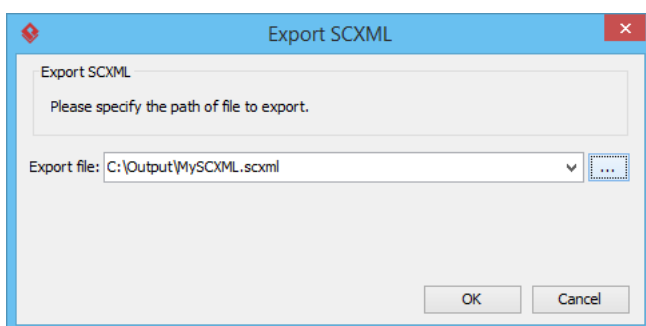 Export SCXML
Export SCXML
Please specify the path of file to export.
Export file: C:\Output\MySCXML.scxml ...
OK Cancel